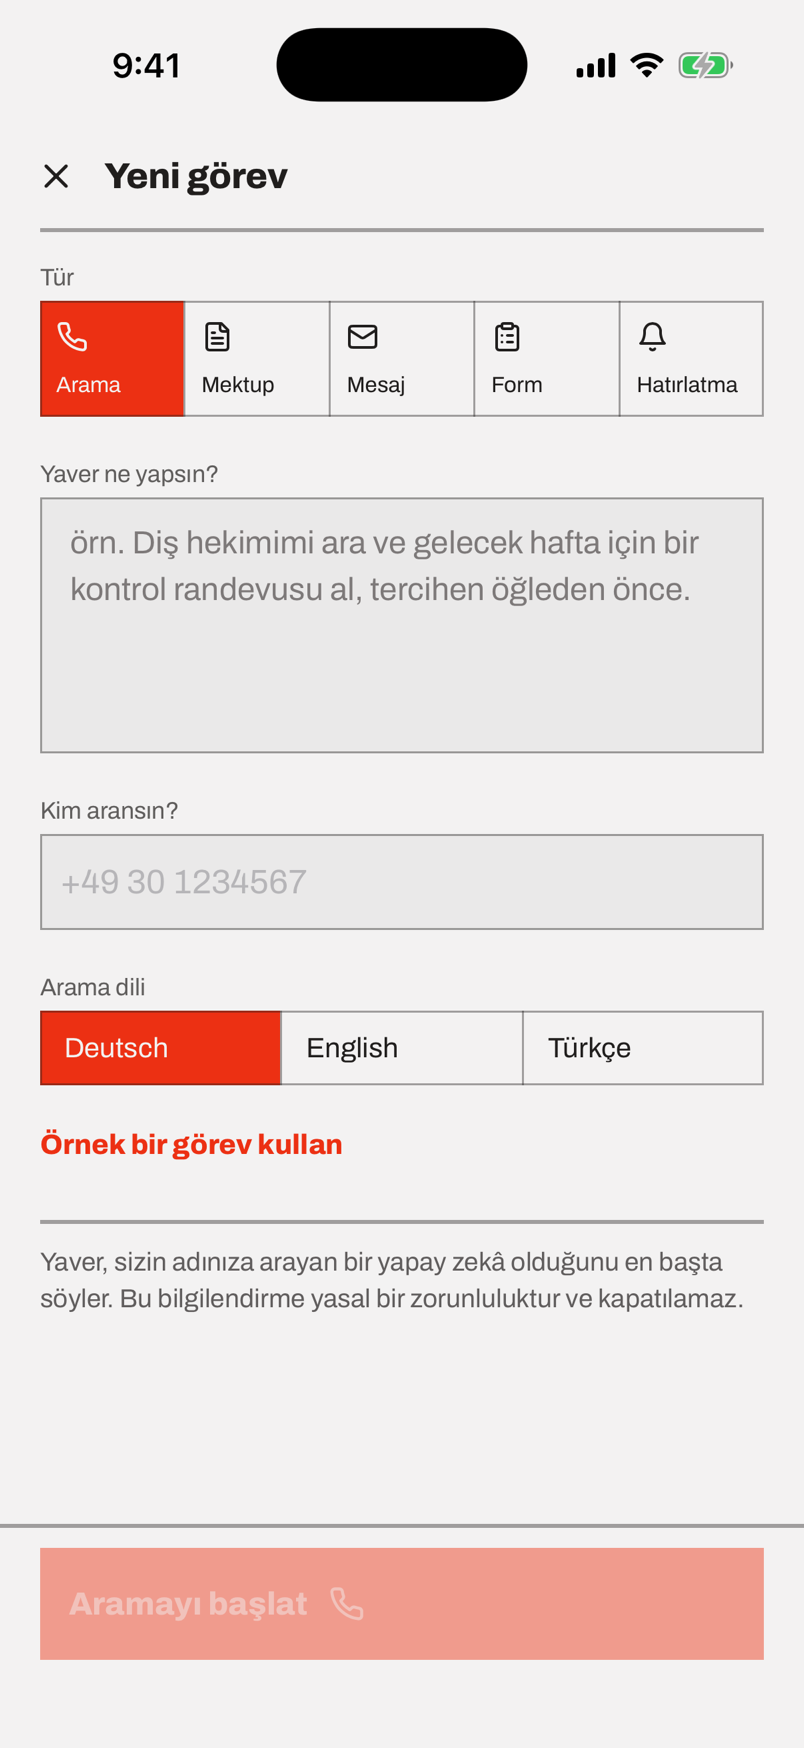 9:41
Yeni görev
Tür
Arama
Mektup
Mesaj
Form
Hatırlatma
Yaver ne yapsın?
örn. Diş hekimimi ara ve gelecek hafta için bir
kontrol randevusu al, tercihen öğleden önce.
Kim aransın?
+49 30 1234567
Arama dili
Deutsch
English
Türkçe
Örnek bir görev kullan
Yaver, sizin adınıza arayan bir yapay zekâ olduğunu en başta
söyler. Bu bilgilendirme yasal bir zorunluluktur ve kapatılamaz.
Aramayı başlat